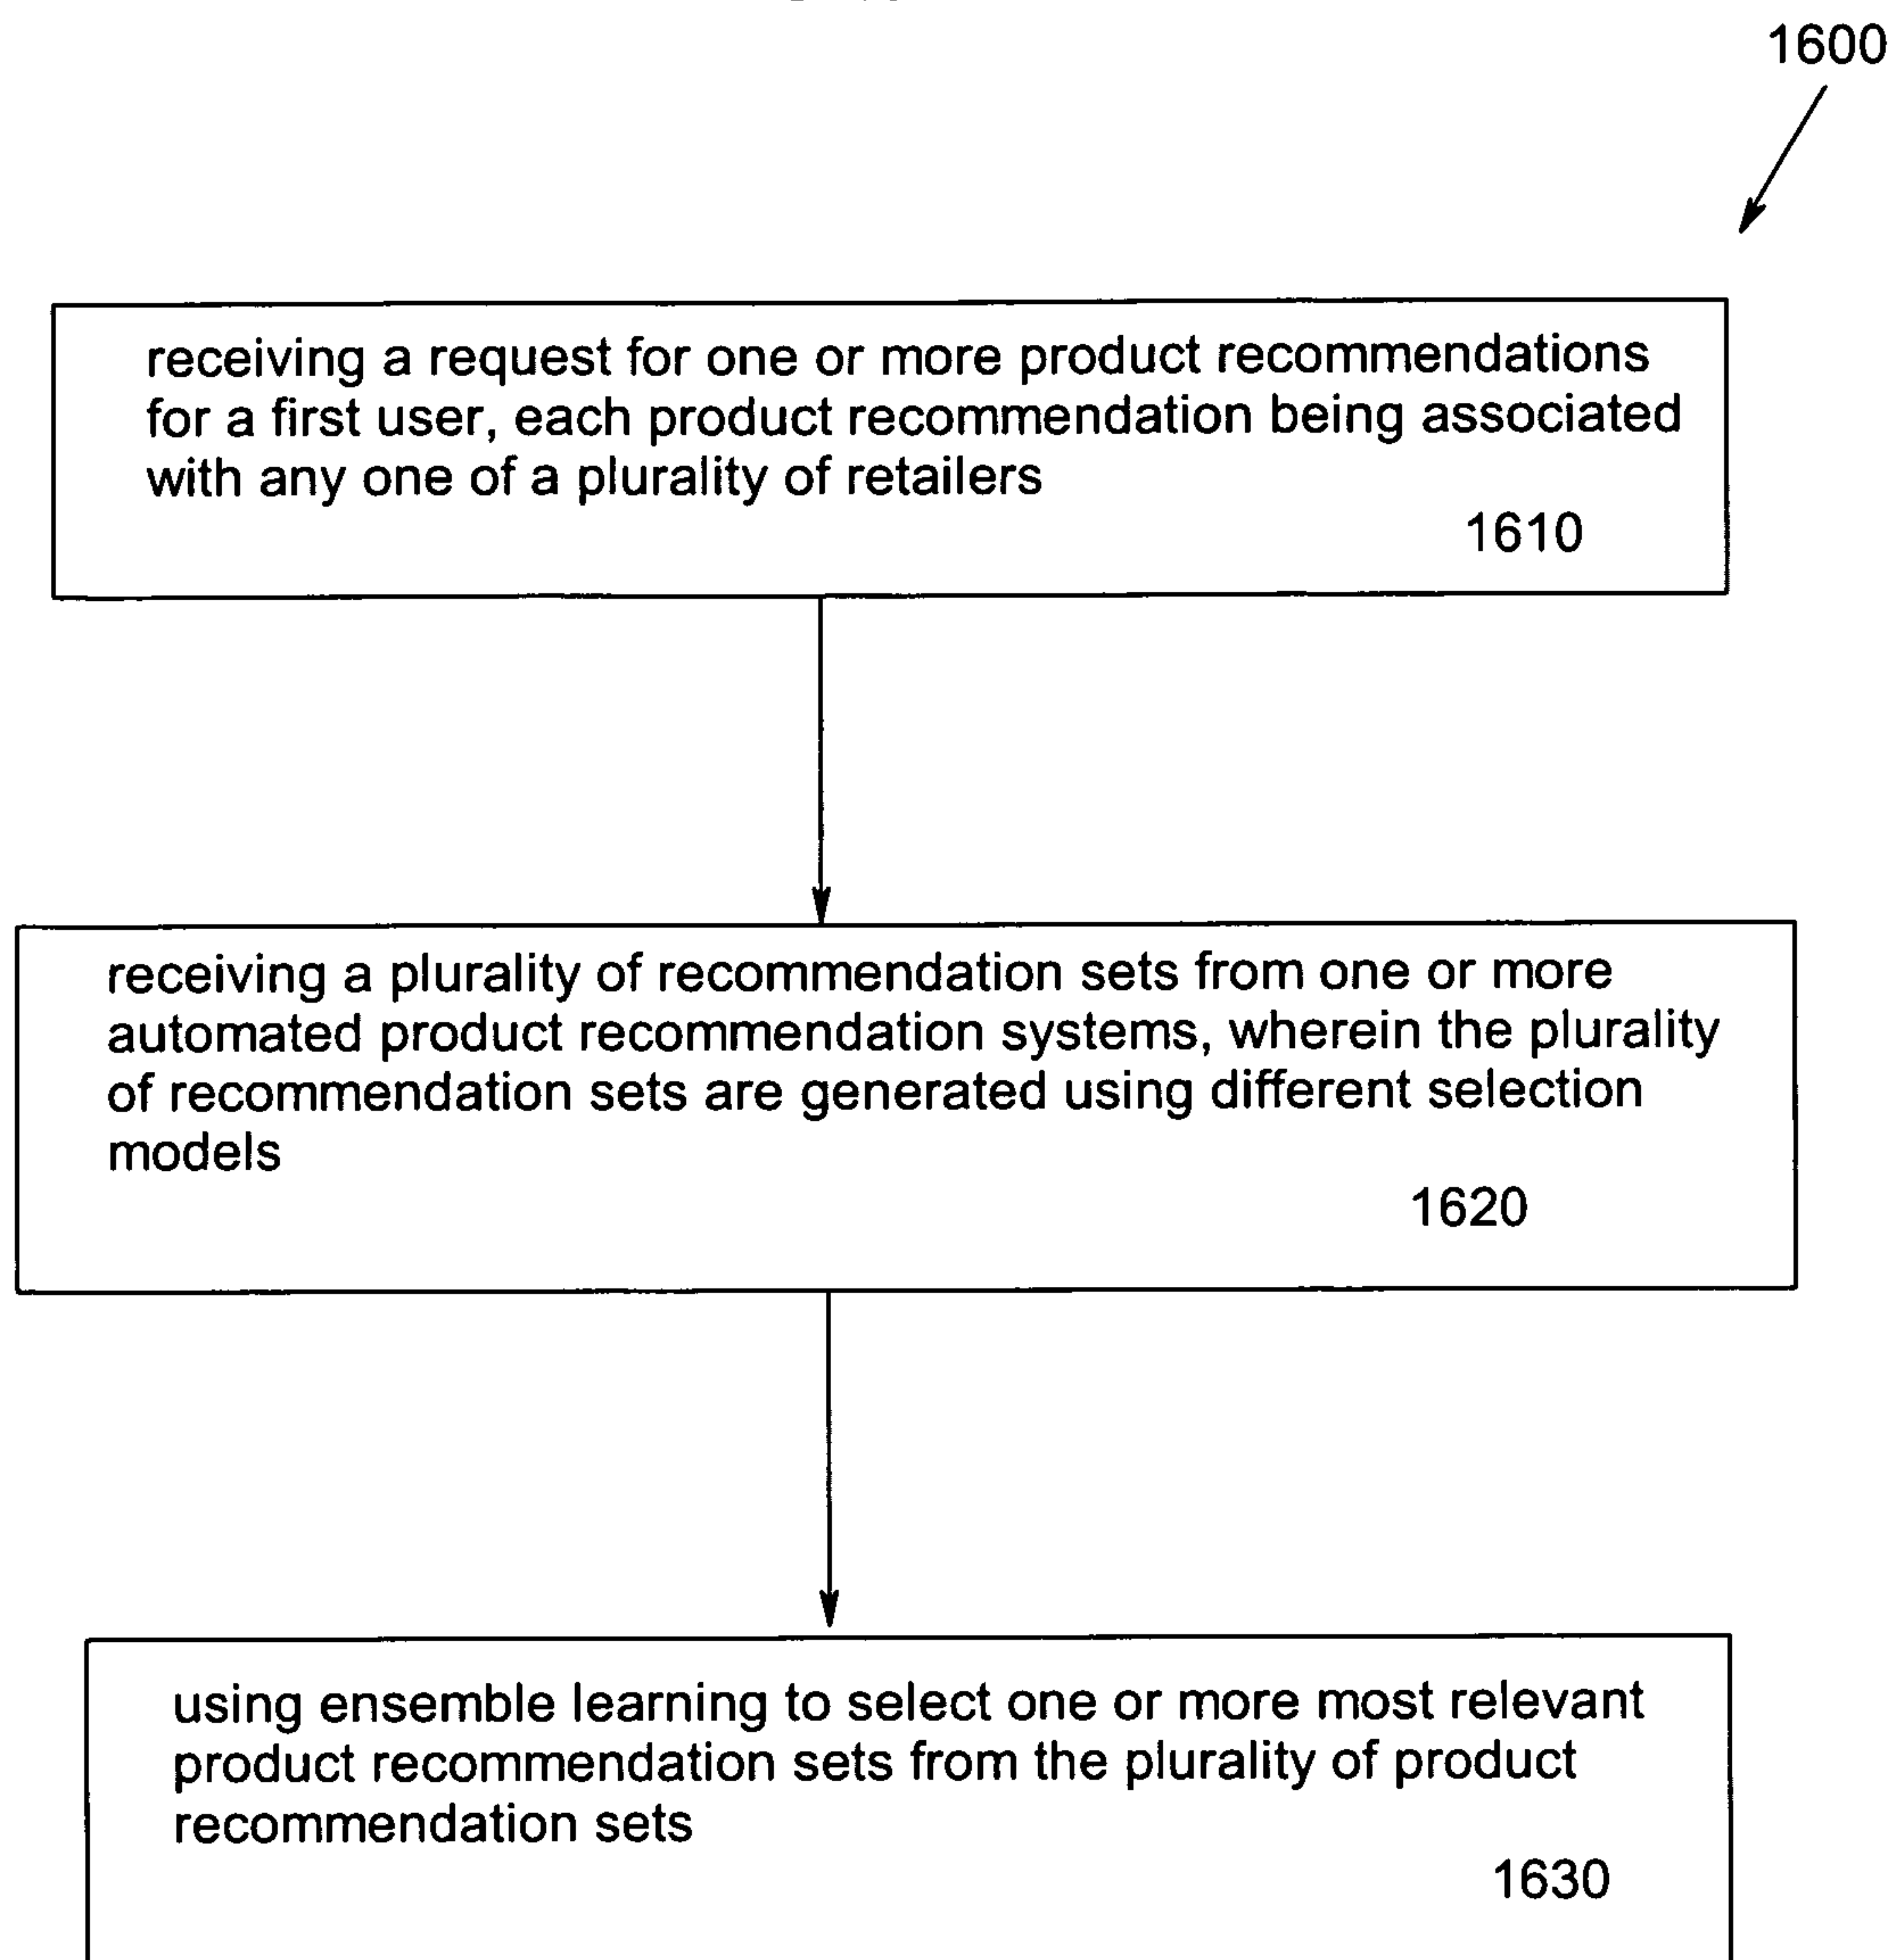 1600
receiving a request for one or more product recommendations
for a first user, each product recommendation being associated
with any one of a plurality of retailers
1610
receiving a plurality of recommendation sets from one or more
automated product recommendation systems, wherein the plurality
of recommendation sets are generated using different selection
models
1620
using ensemble learning to select one or more most relevant
product recommendation sets from the plurality of product
recommendation sets
1630